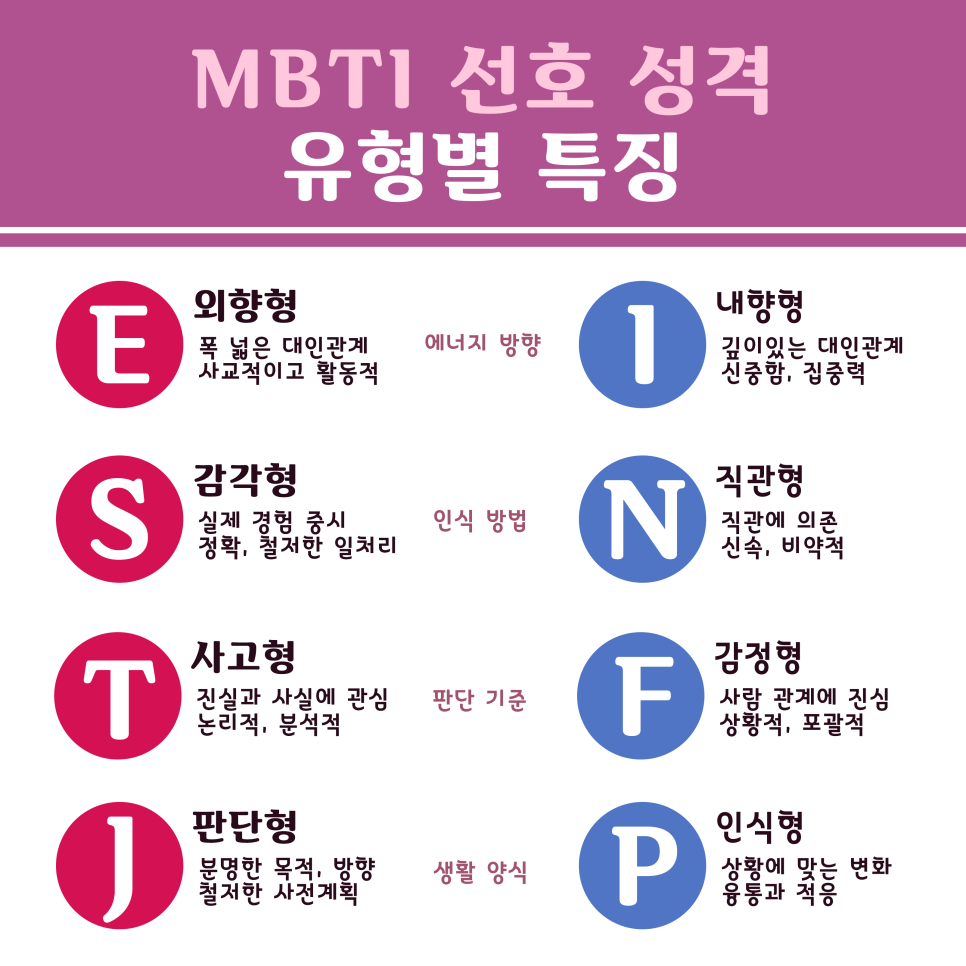 MBTI 선호 성격
유형별 특징
E
외향형
폭 넓은 대인관계
사교적이고 활동적
에너지 방향
I
내향형
깊이있는 대인관계
신중함, 집중력
S
감각형
실제 경험 중시
정확, 철저한 일처리
인식 방법
N
직관형
직관에 의존
신속, 비약적
T
사고형
진실과 사실에 관심
논리적, 분석적
판단 기준
F
감정형
사람 관계에 진심
상황적, 포괄적
J
판단형
분명한 목적, 방향
철저한 사전계획
생활 양식
P
인식형
상황에 맞는 변화
융통과 적응